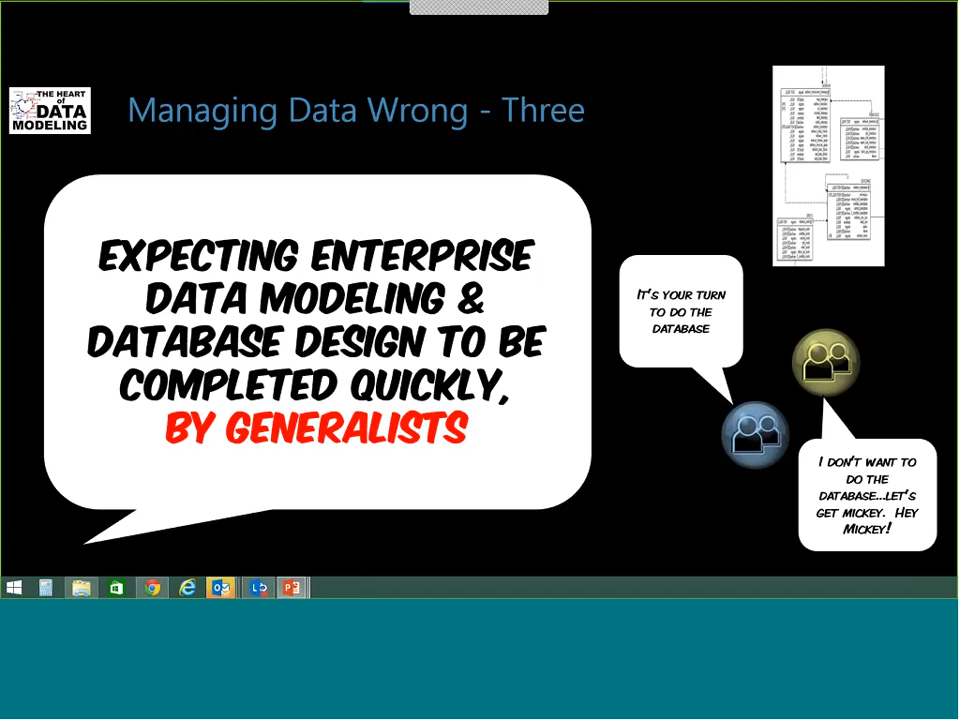 THE HEART
of
DATA
MODELING
Managing Data Wrong - Three
EXPECTING ENTERPRISE
DATA MODELING &
DATABASE DESIGN TO BE
COMPLETED QUICKLY,
BY GENERALISTS
IT'S YOUR TURN
TO DO THE
DATABASE
I DON'T WANT TO
DO THE
DATABASE...LET'S
GET MICKEY. HEY
MICKEY!